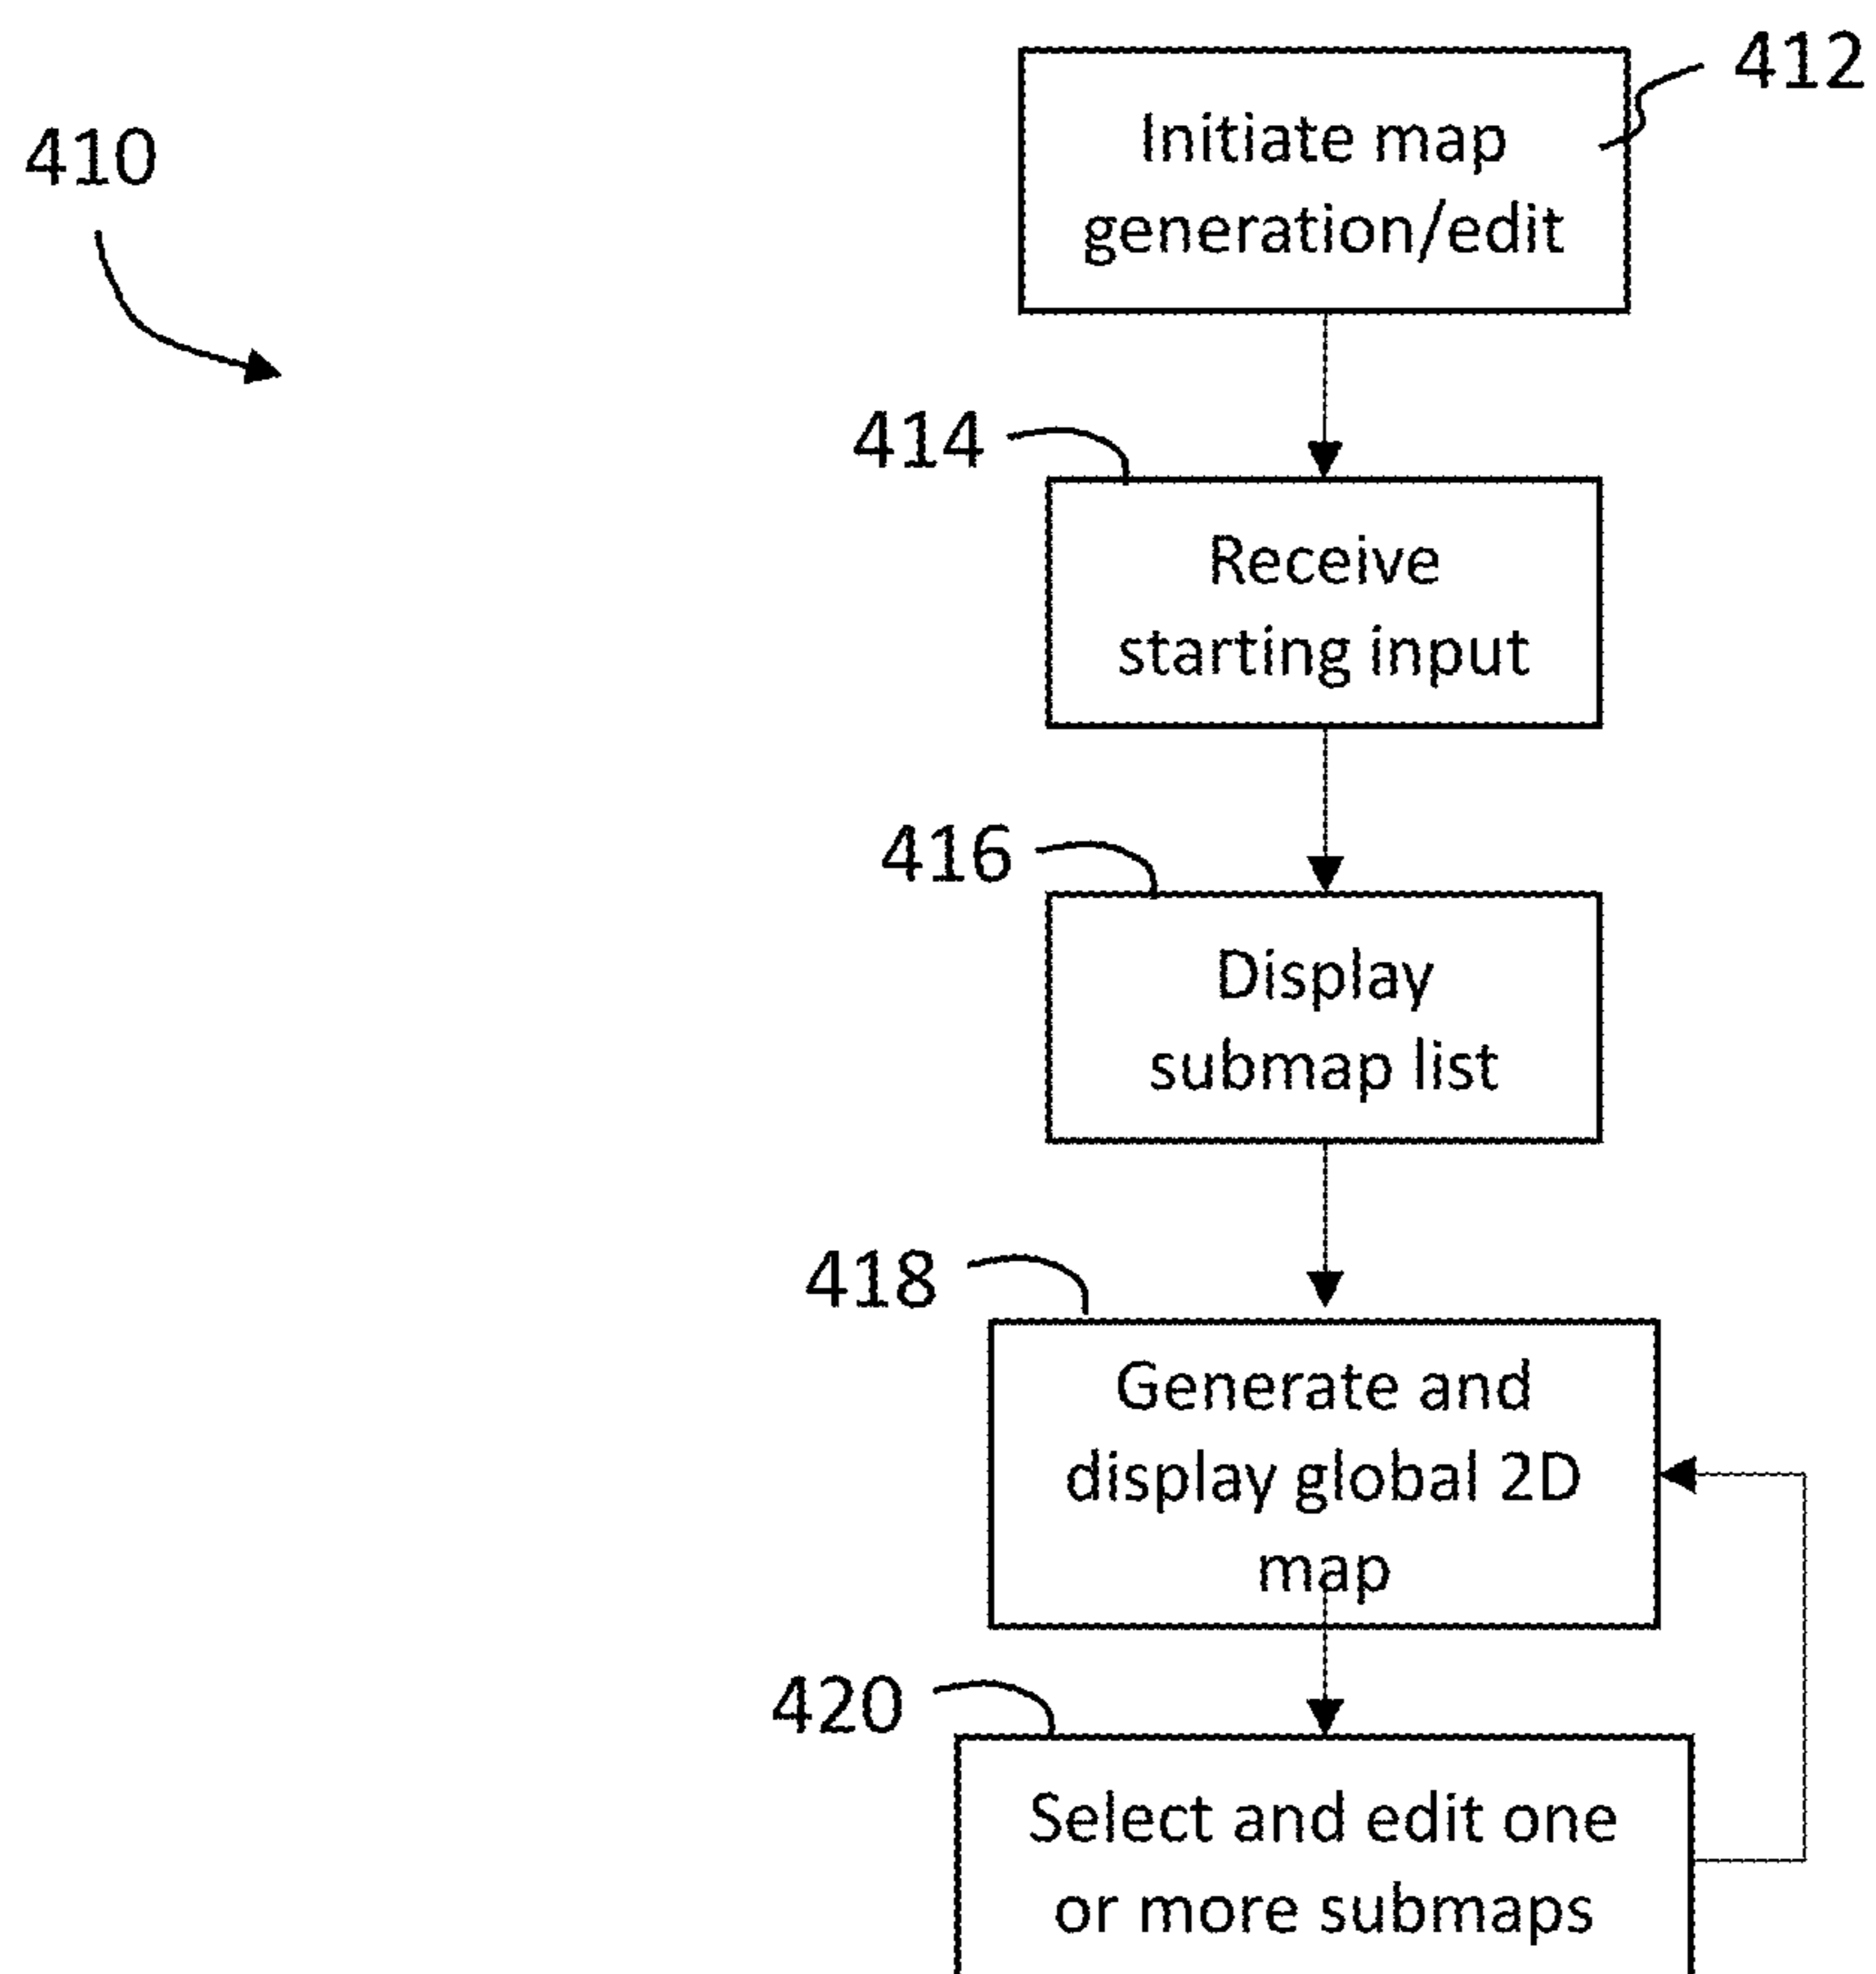 412
Initiate map
generation/edit
410
414
Receive
starting input
416
Display
submap list
418
Generate and
display global 2D
map
420
Select and edit one
or more submaps